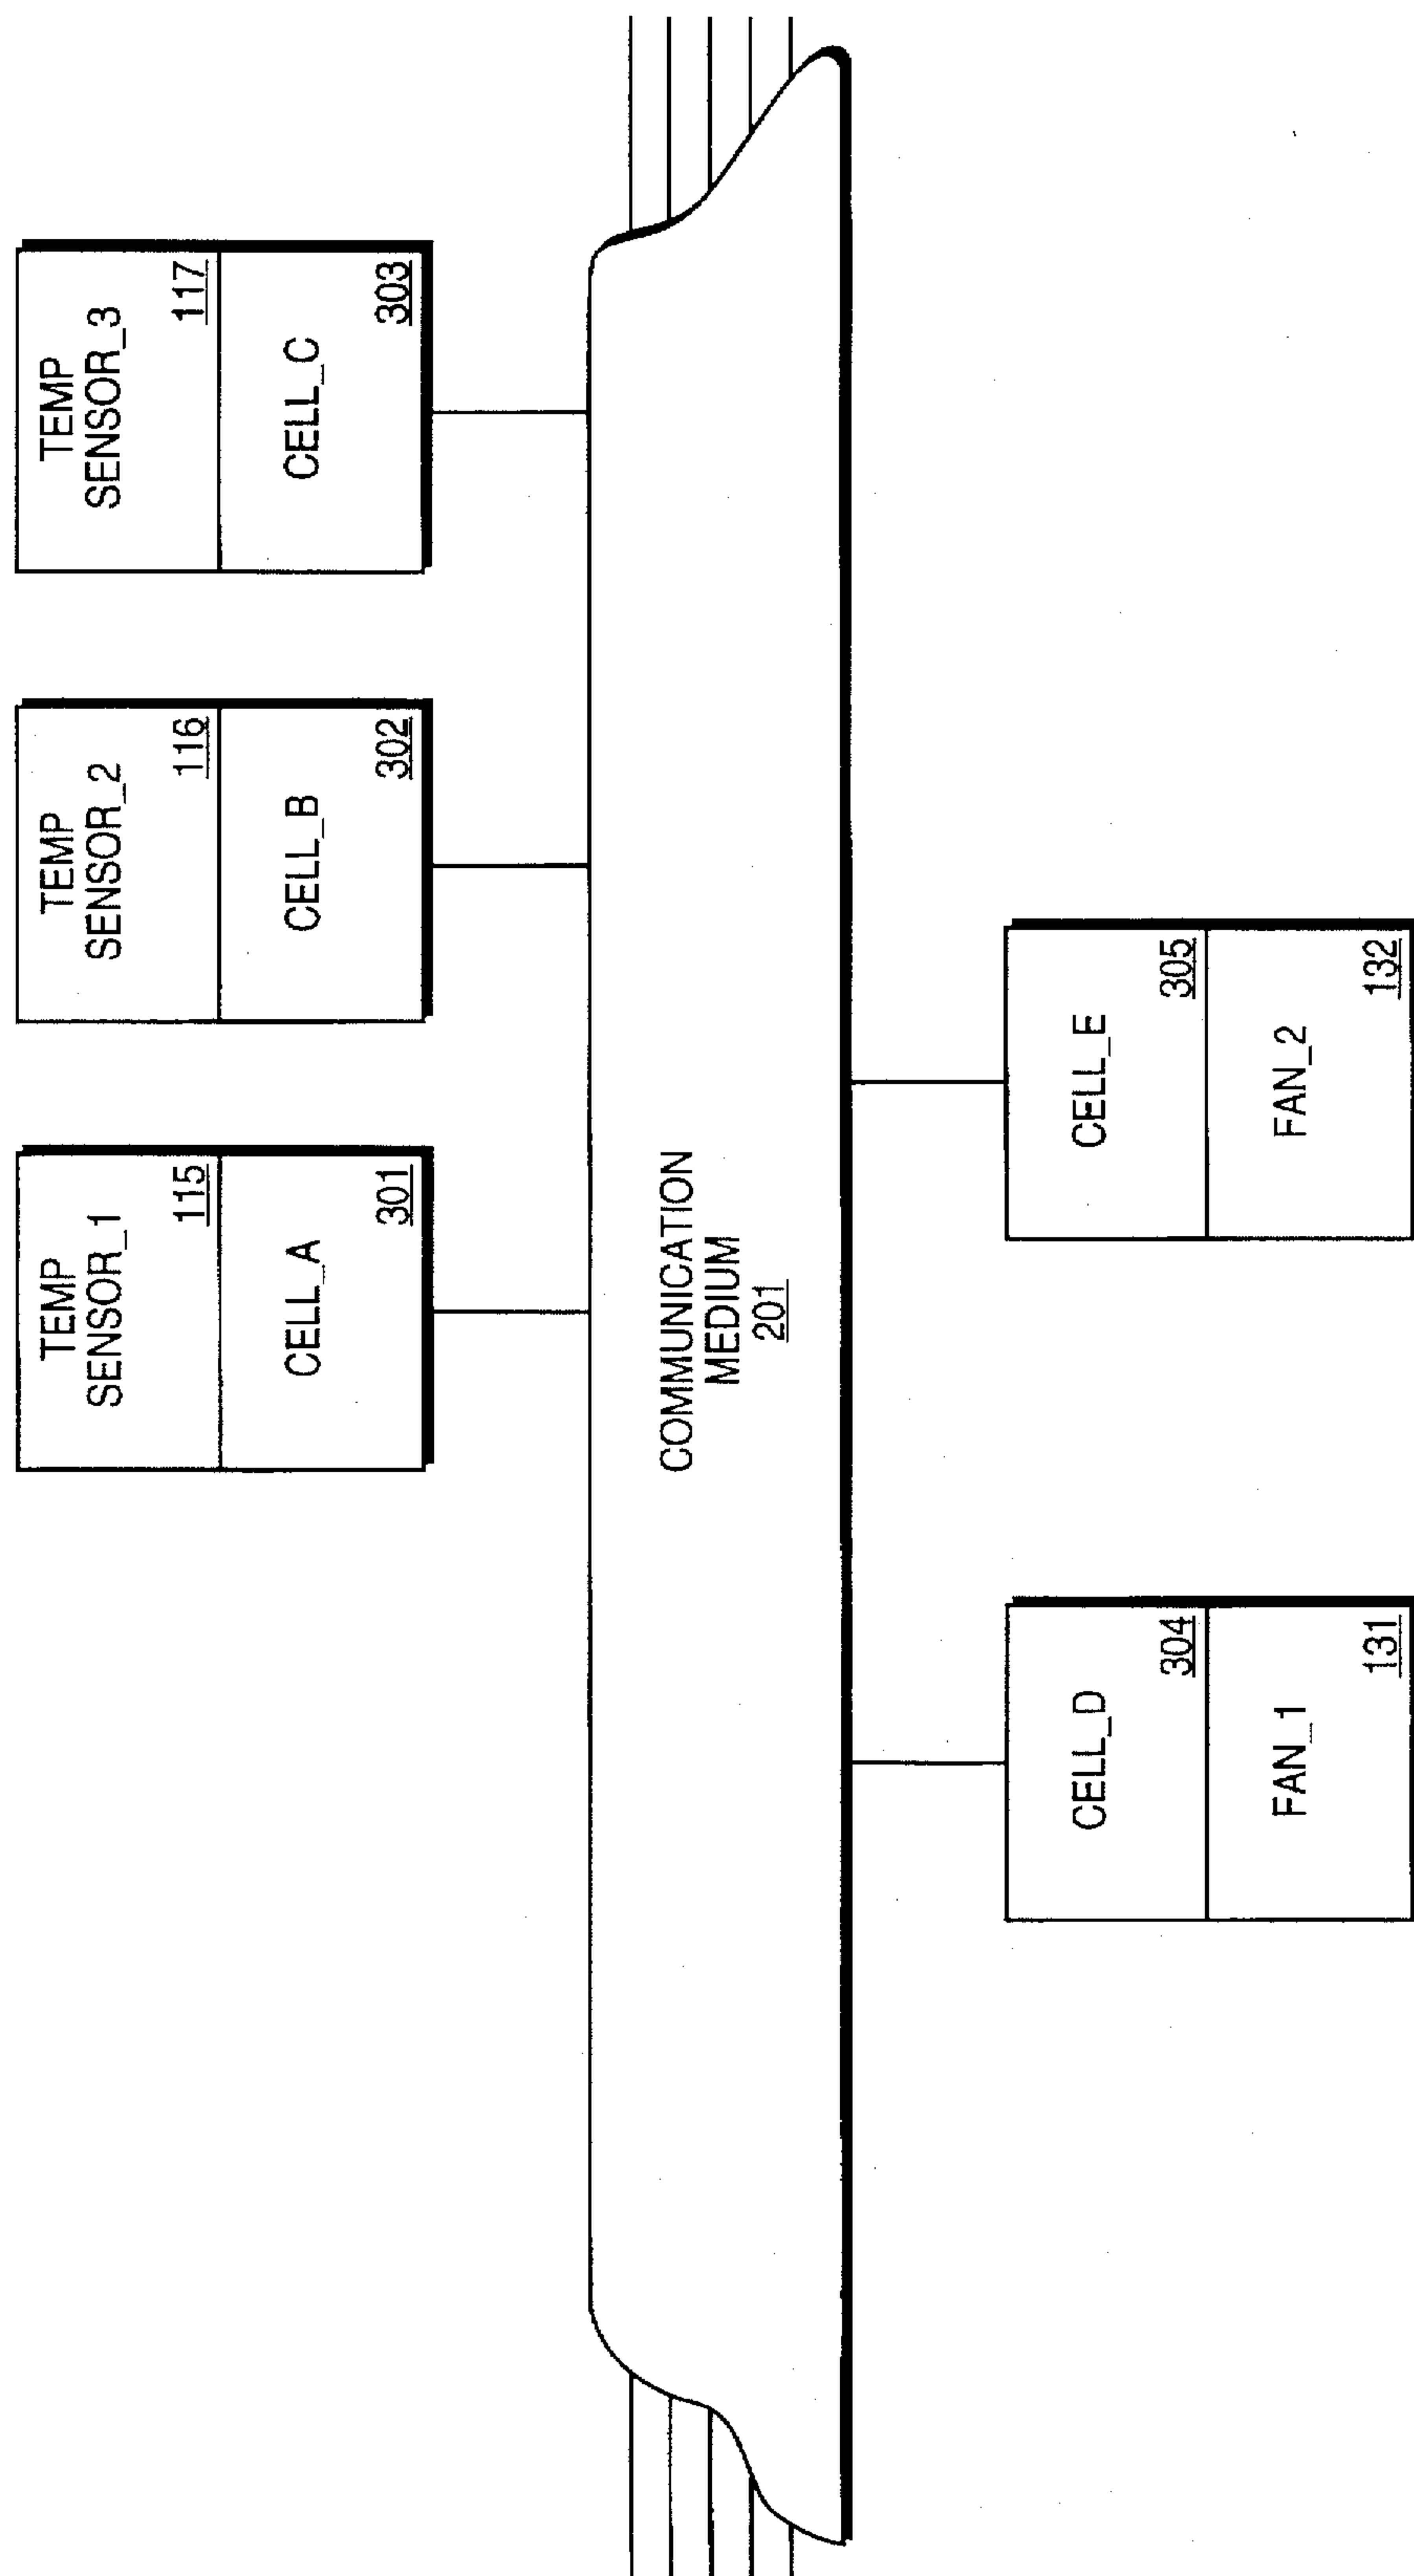 TEMP
SENSOR_1
115
CELL_A
301
TEMP
SENSOR_2
116
CELL_B
302
TEMP
SENSOR_3
117
CELL_C
303
COMMUNICATION
MEDIUM
201
CELL_D
304
FAN_1
131
CELL_E
305
FAN_2
132